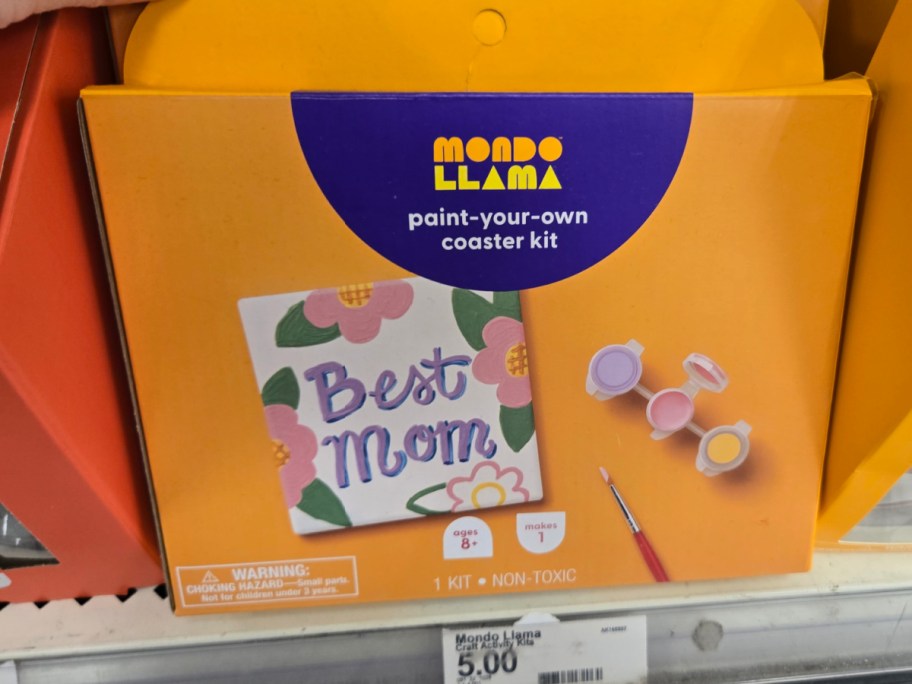 MONDO
LLAMA
paint-your-own
coaster kit
Best
Mom
ages
8+
makes
1
WARNING:
CHOKING HAZARD—Small parts.
Not for children under 3 years.
1 KIT • NON-TOXIC
Mondo Llama
Craft Activity Kits
5.00